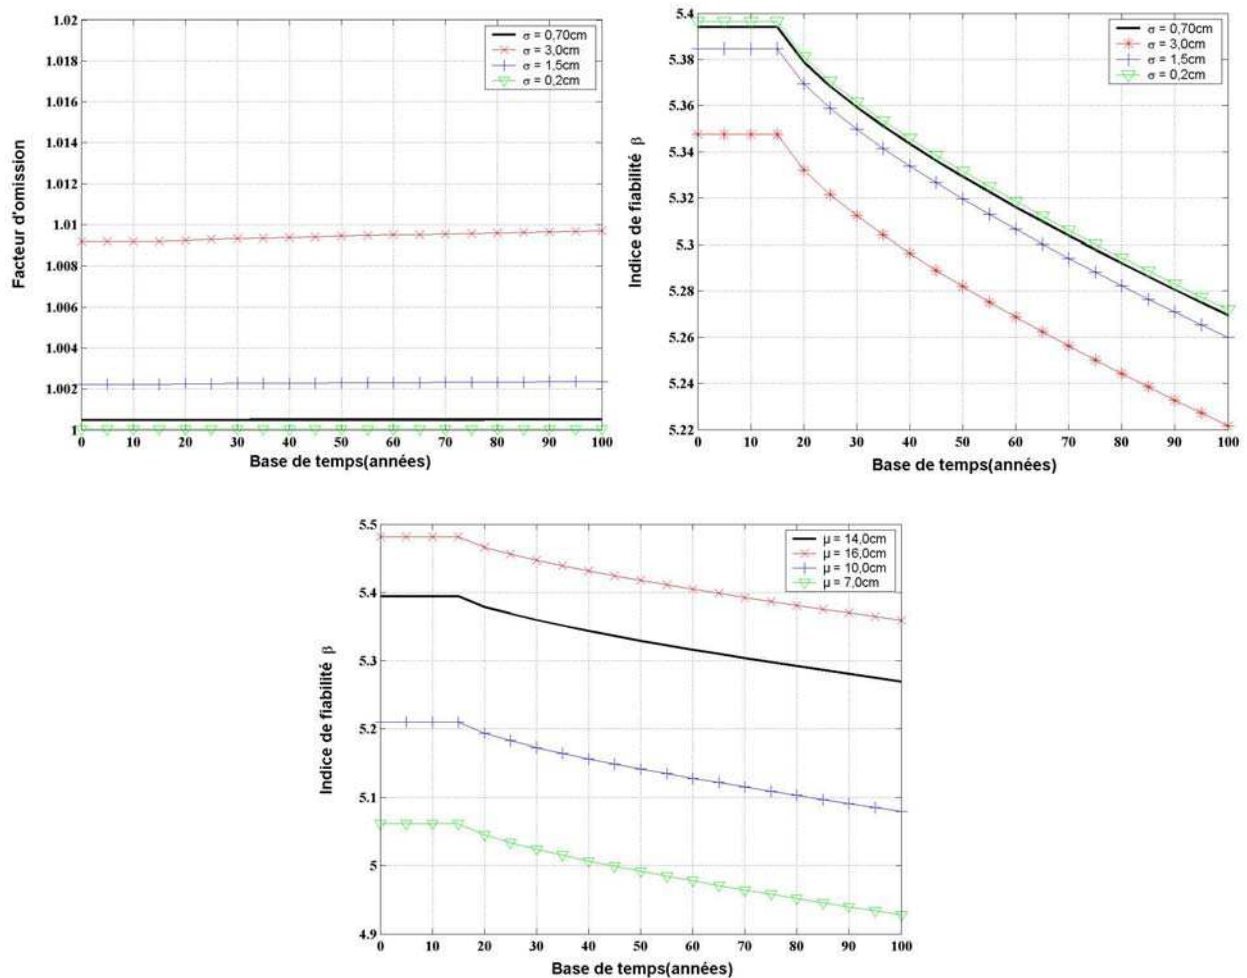 1.02
1.018
1.016
1.014
1.012
1.01
1.008
1.006
1.004
1.002
1
Facteur d'omission
σ = 0,70cm
σ = 3,0cm
σ = 1,5cm
σ = 0,2cm
0 10 20 30 40 50 60 70 80 90 100
Base de temps(années)
5.4
5.38
5.36
5.34
5.32
5.3
5.28
5.26
5.24
5.22
Indice de fiabilité β
σ = 0,70cm
σ = 3,0cm
σ = 1,5cm
σ = 0,2cm
0 10 20 30 40 50 60 70 80 90 100
Base de temps(années)
5.5
5.4
5.3
5.2
5.1
5
4.9
Indice de fiabilité β
μ = 14,0cm
μ = 16,0cm
μ = 10,0cm
μ = 7,0cm
0 10 20 30 40 50 60 70 80 90 100
Base de temps(années)